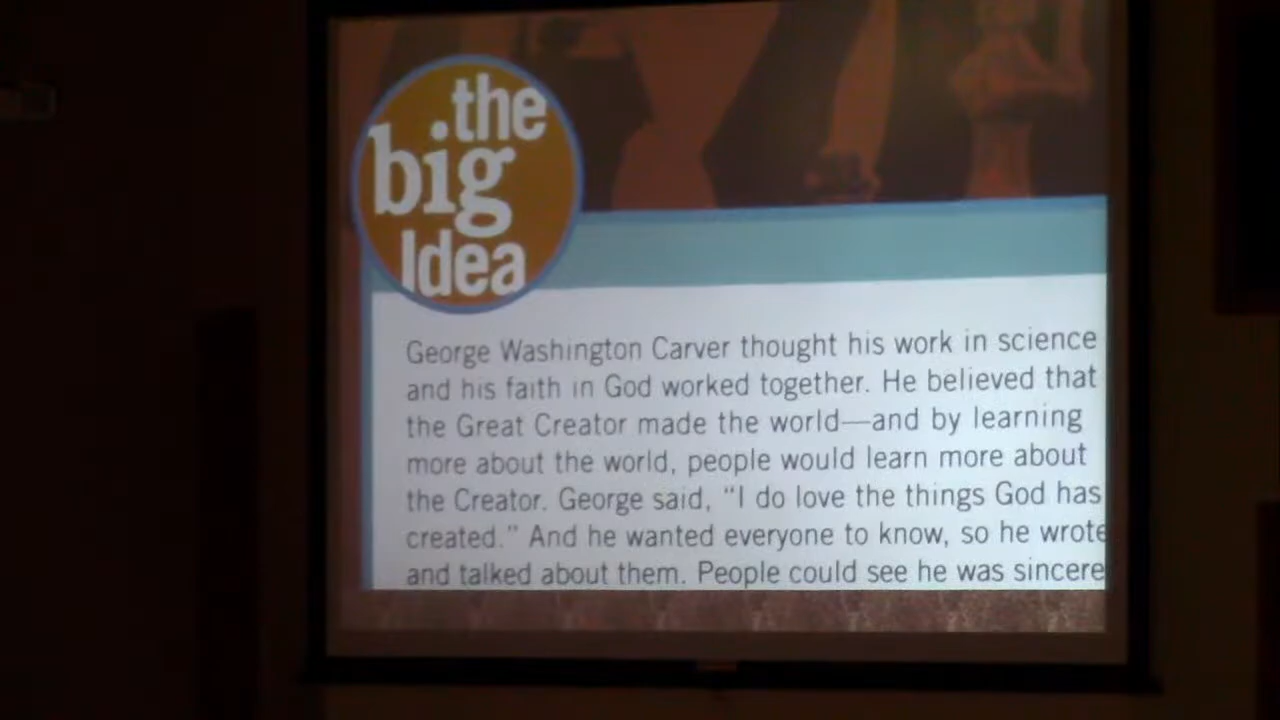 the
big
Idea
George Washington Carver thought his work in science
and his faith in God worked together. He believed that
the Great Creator made the world—and by learning
more about the world, people would learn more about
the Creator. George said, “I do love the things God has
created.” And he wanted everyone to know, so he wrote
and talked about them. People could see he was sincere